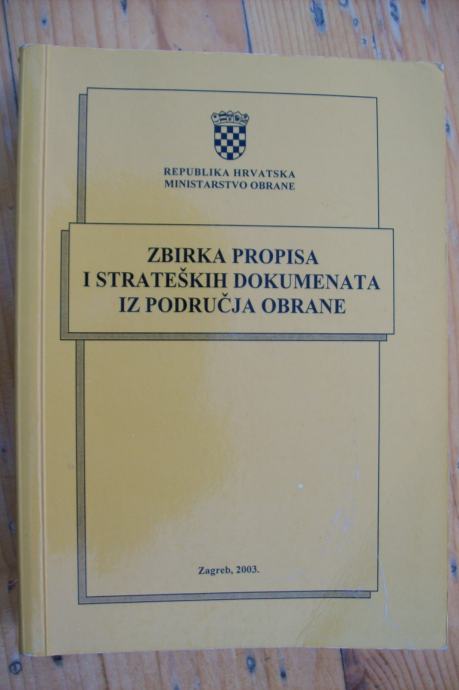 REPUBLIKA HRVATSKA
MINISTARSTVO OBRANE
ZBIRKA PROPISA
I STRATEŠKIH DOKUMENATA
IZ PODRUČJA OBRANE
Zagreb, 2003.